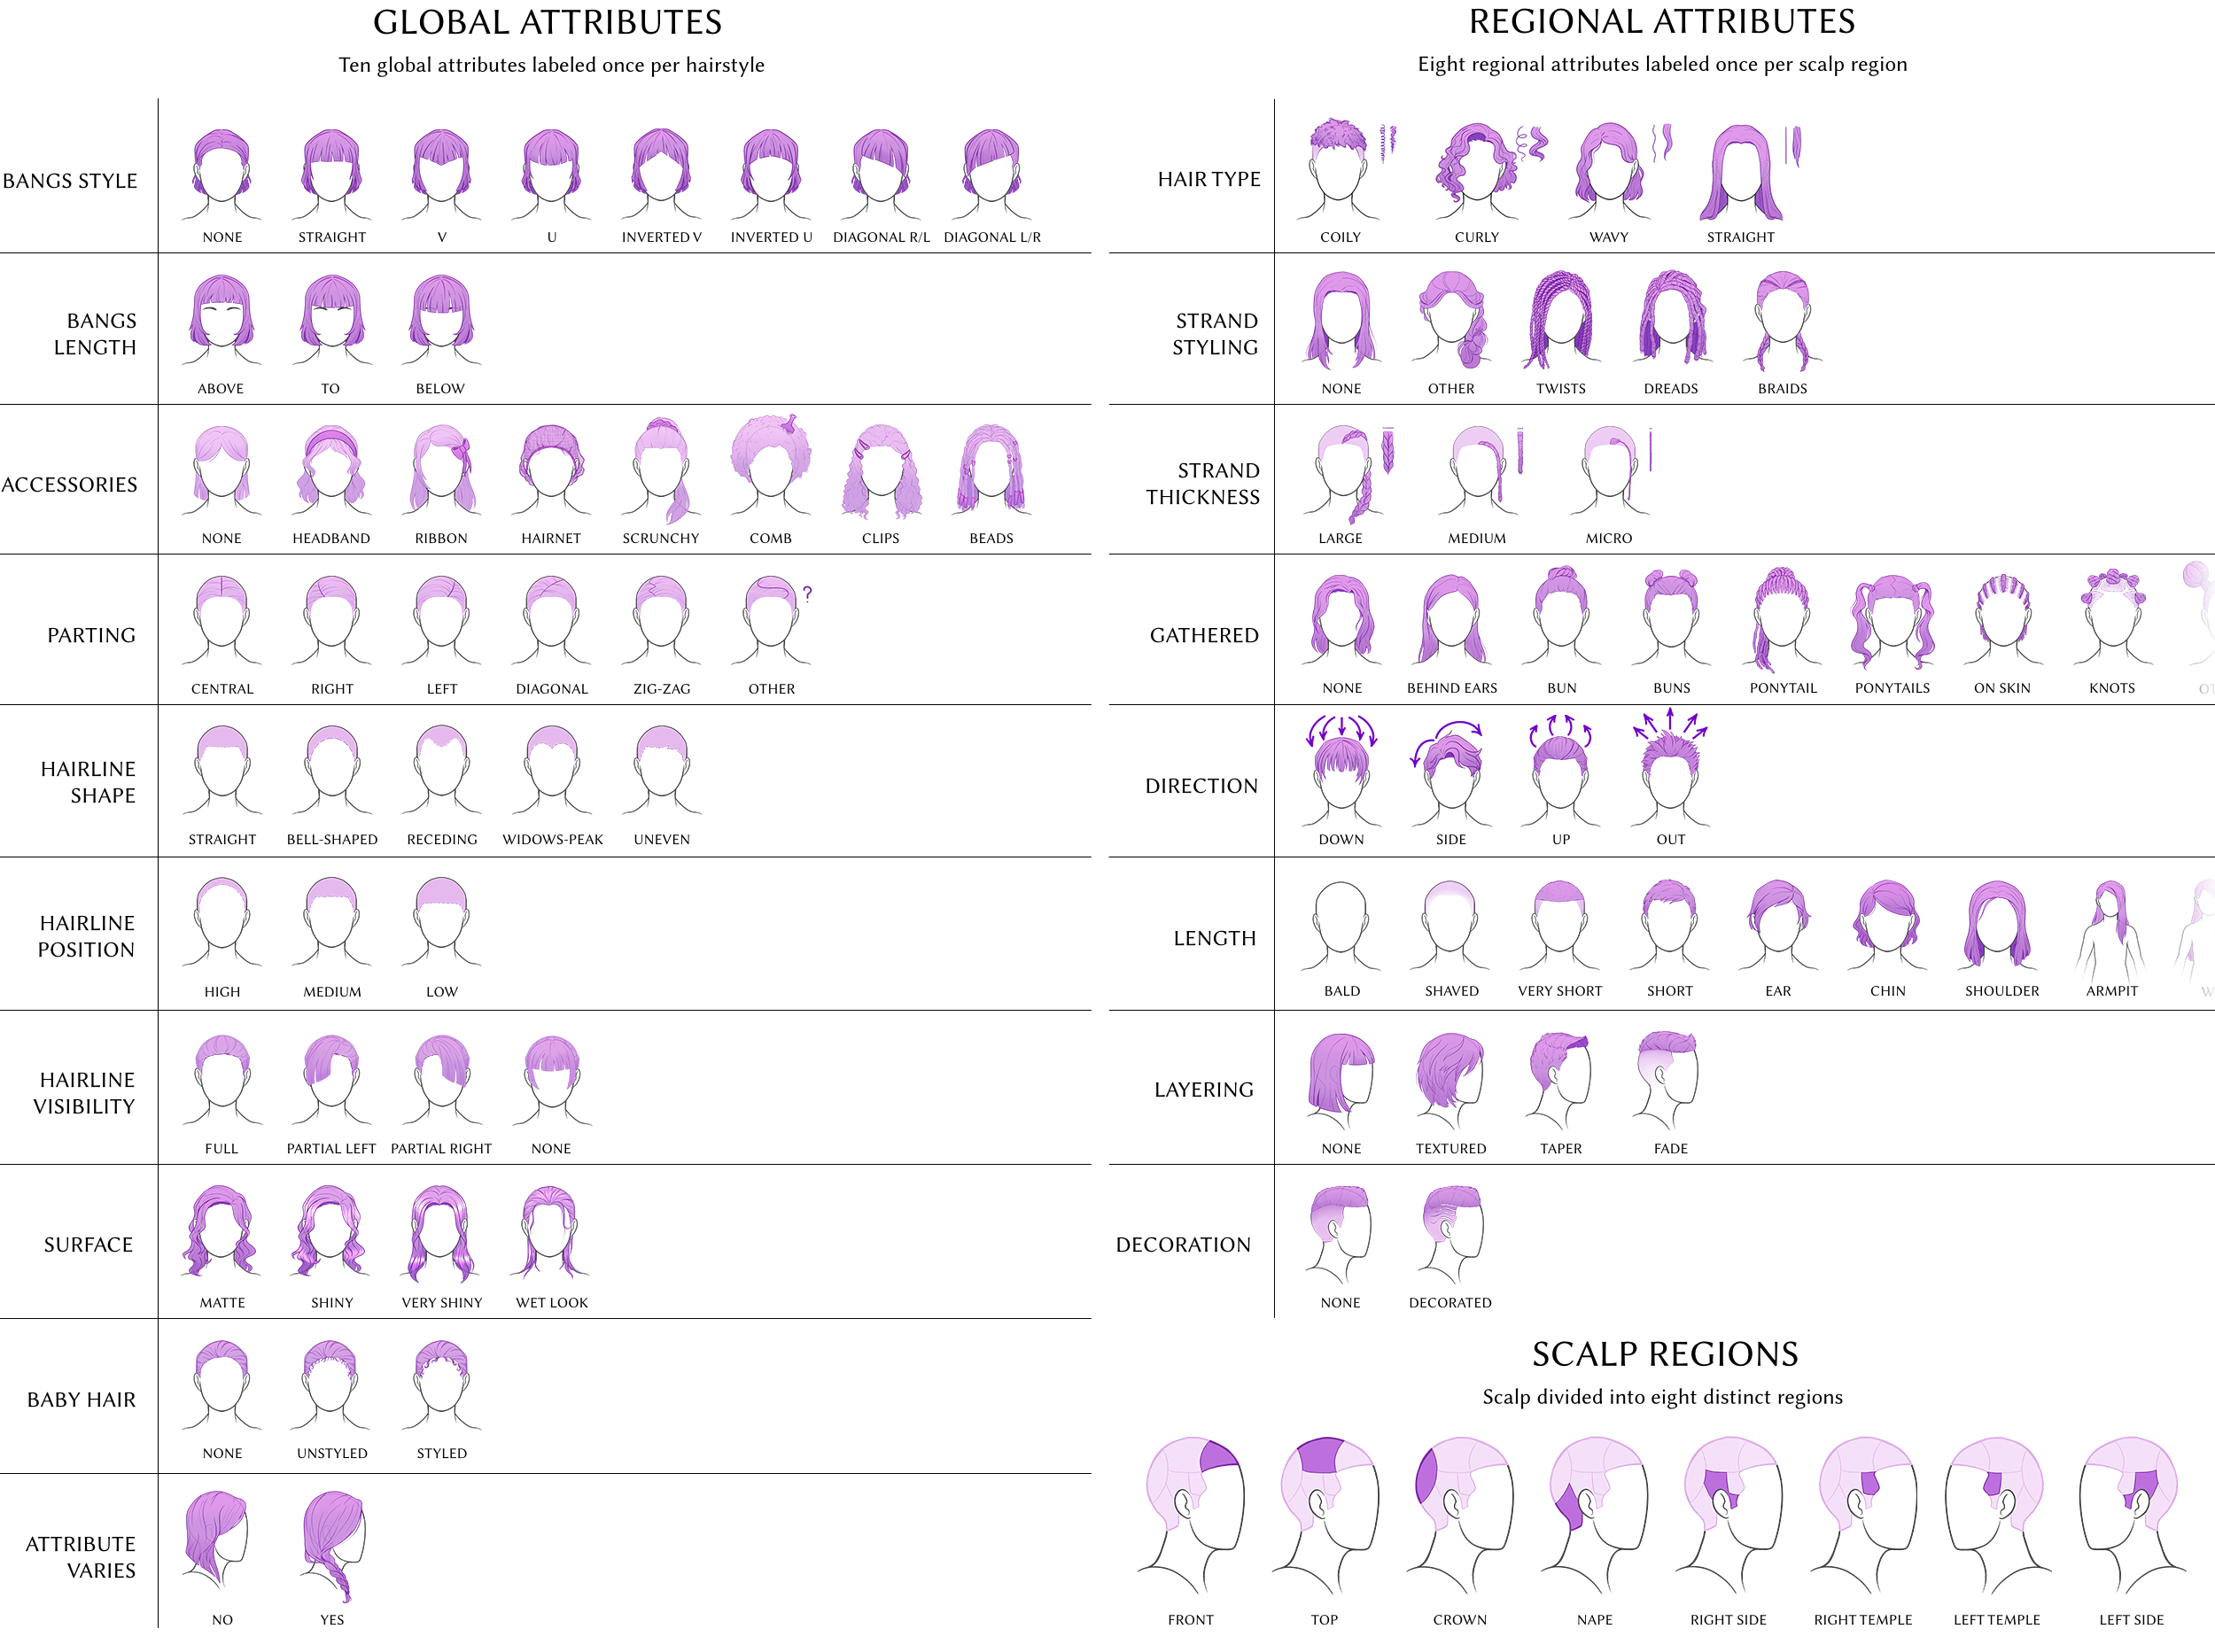 GLOBAL ATTRIBUTES
Ten global attributes labeled once per hairstyle
BANGS STYLE
NONE STRAIGHT V U INVERTED V INVERTED U DIAGONAL R/L DIAGONAL L/R
BANGS
LENGTH
ABOVE TO BELOW
ACCESSORIES
NONE HEADBAND RIBBON HAIRNET SCRUNCHY COMB CLIPS BEADS
PARTING
?
CENTRAL RIGHT LEFT DIAGONAL ZIG-ZAG OTHER
HAIRLINE
SHAPE
STRAIGHT BELL-SHAPED RECEDING WIDOWS-PEAK UNEVEN
HAIRLINE
POSITION
HIGH MEDIUM LOW
HAIRLINE
VISIBILITY
FULL PARTIAL LEFT PARTIAL RIGHT NONE
SURFACE
MATTE SHINY VERY SHINY WET LOOK
BABY HAIR
NONE UNSTYLED STYLED
ATTRIBUTE
VARIES
NO YES
REGIONAL ATTRIBUTES
Eight regional attributes labeled once per scalp region
HAIR TYPE
COILY CURLY WAVY STRAIGHT
STRAND
STYLING
NONE OTHER TWISTS DREADS BRAIDS
STRAND
THICKNESS
LARGE MEDIUM MICRO
GATHERED
NONE BEHIND EARS BUN BUNS PONYTAIL PONYTAILS ON SKIN KNOTS
DIRECTION
DOWN SIDE UP OUT
LENGTH
BALD SHAVED VERY SHORT SHORT EAR CHIN SHOULDER ARMPIT
LAYERING
NONE TEXTURED TAPER FADE
DECORATION
NONE DECORATED
SCALP REGIONS
Scalp divided into eight distinct regions
FRONT TOP CROWN NAPE RIGHT SIDE RIGHT TEMPLE LEFT TEMPLE LEFT SIDE